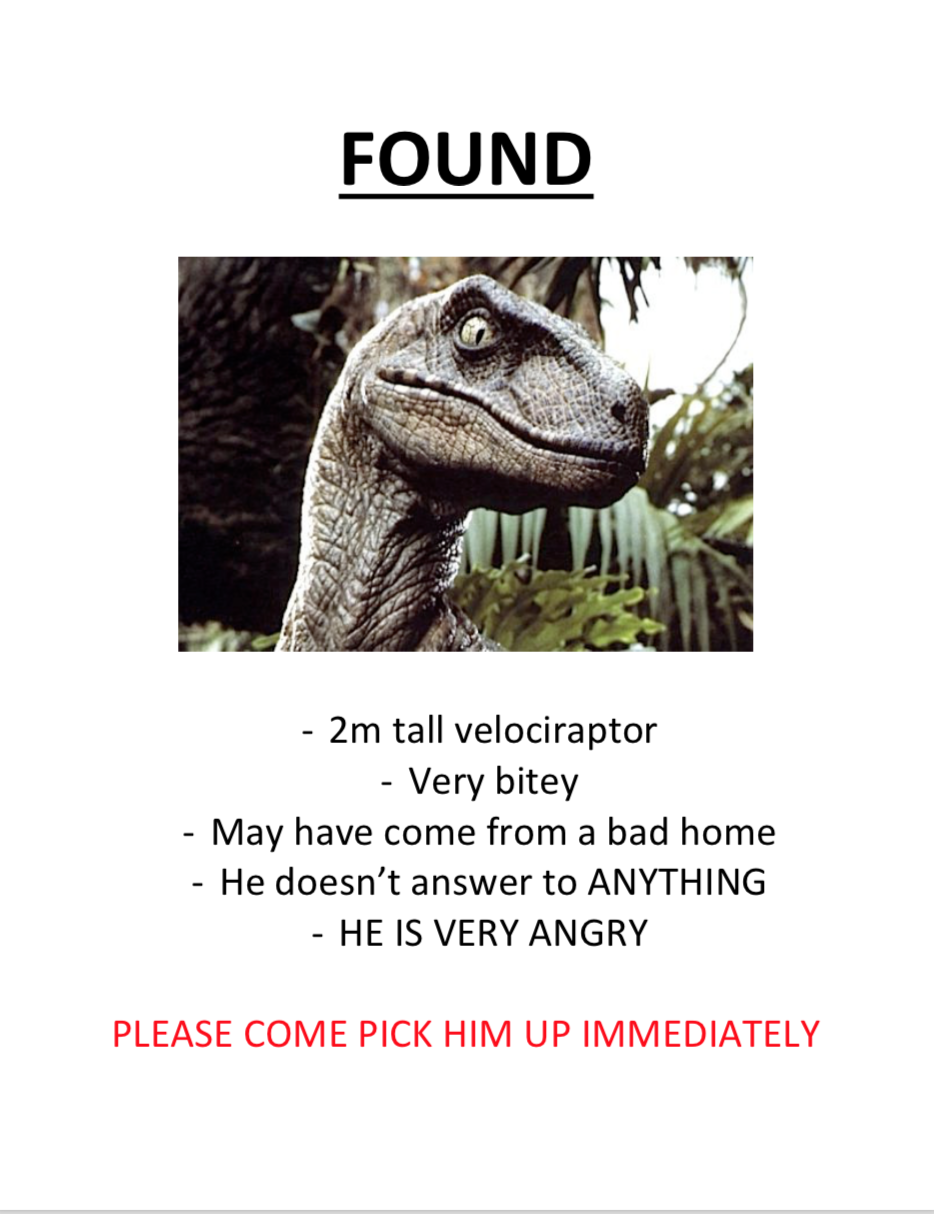 FOUND
- 2m tall velociraptor
- Very bitey
- May have come from a bad home
- He doesn’t answer to ANYTHING
- HE IS VERY ANGRY
PLEASE COME PICK HIM UP IMMEDIATELY